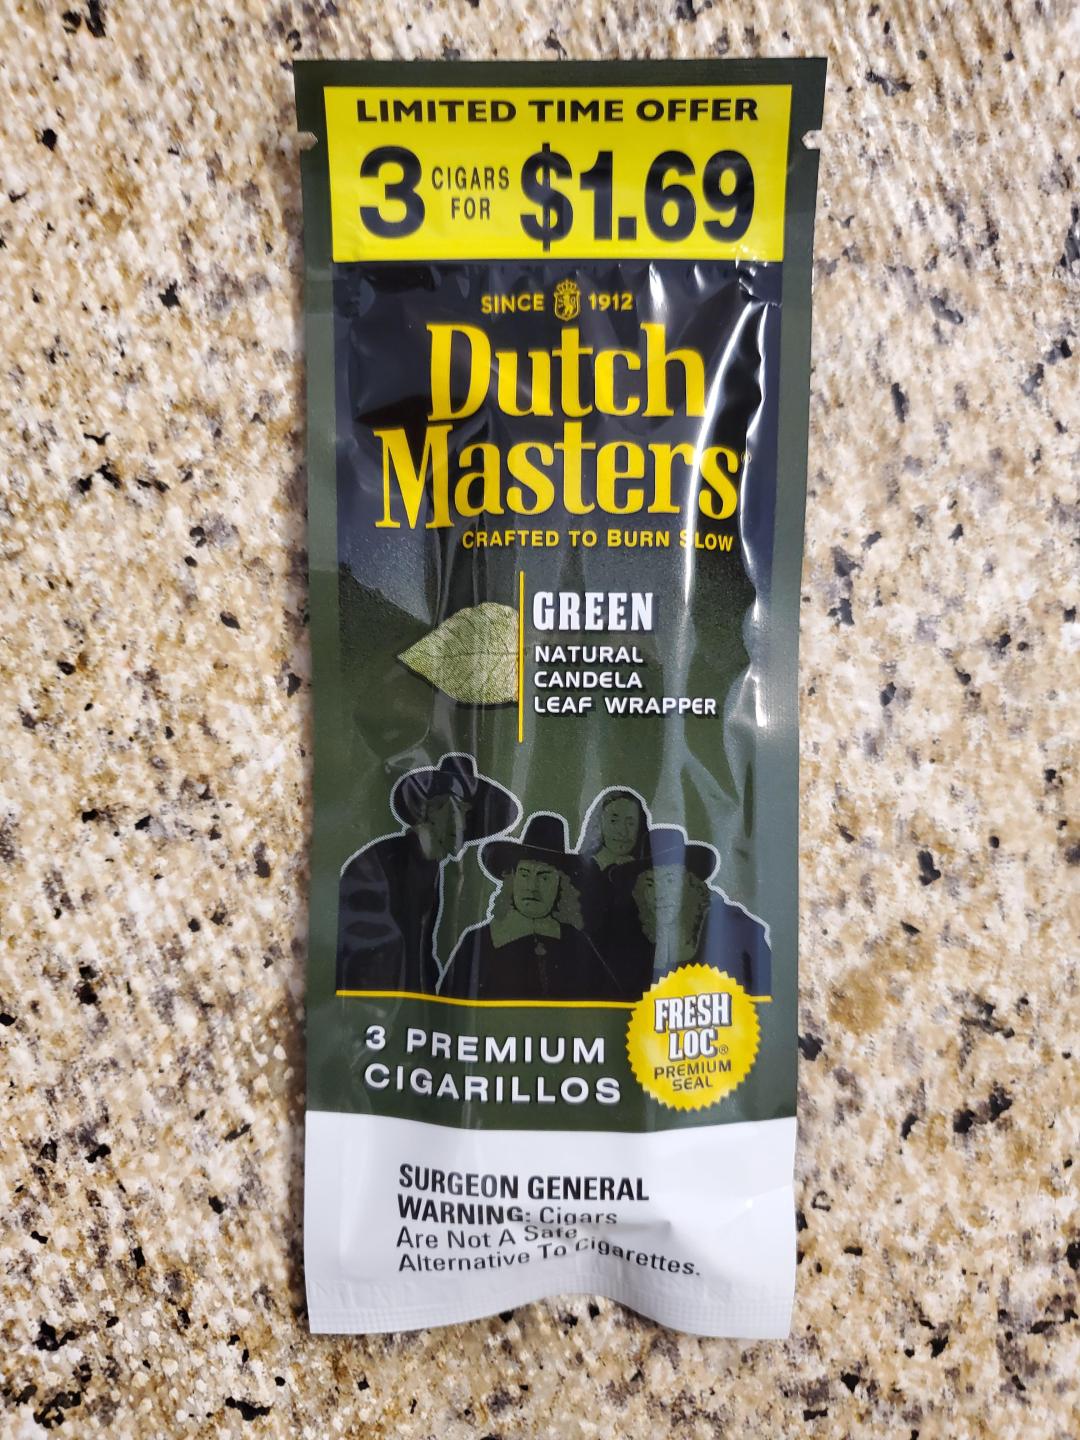 LIMITED TIME OFFER
3 CIGARS FOR $1.69
SINCE 1912
Dutch
Masters
CRAFTED TO BURN SLOW
GREEN
NATURAL
CANDELA
LEAF WRAPPER
3 PREMIUM
CIGARILLOS
FRESH
LOC®
PREMIUM
SEAL
SURGEON GENERAL
WARNING: Cigars
Are Not A Safe
Alternative To Cigarettes.